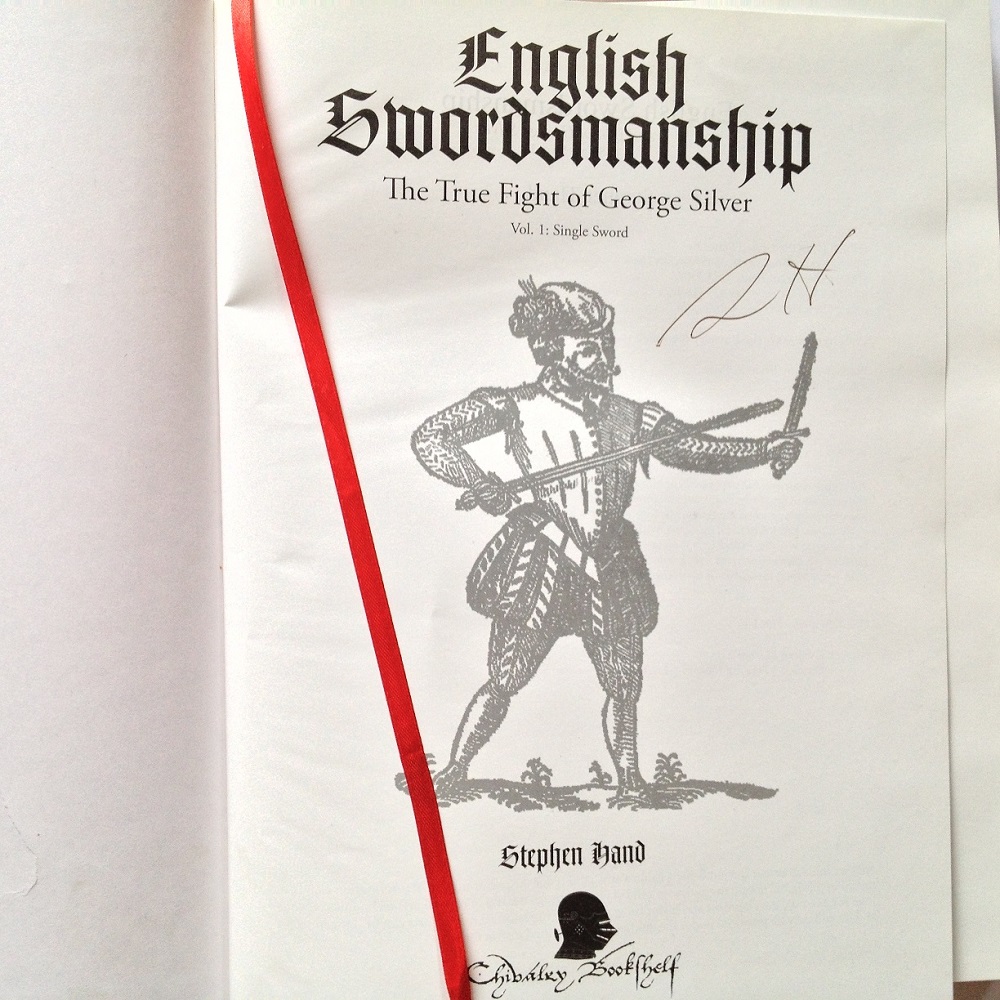 English
Swordsmanship
The True Fight of George Silver
Vol. 1: Single Sword
Stephen Hand
Chivalry Bookshelf